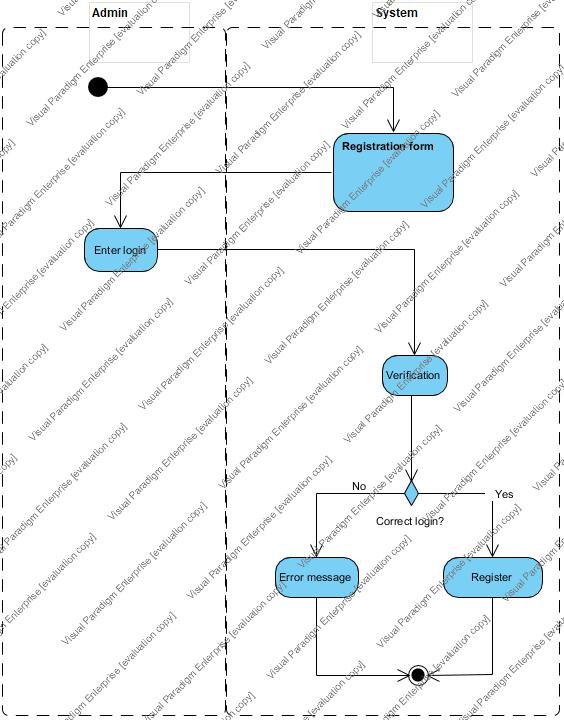 Admin
System
Registration form
Enter login
Verification
No
Yes
Correct login?
Error message
Register
Visual Paradigm Enterprise [evaluation copy]